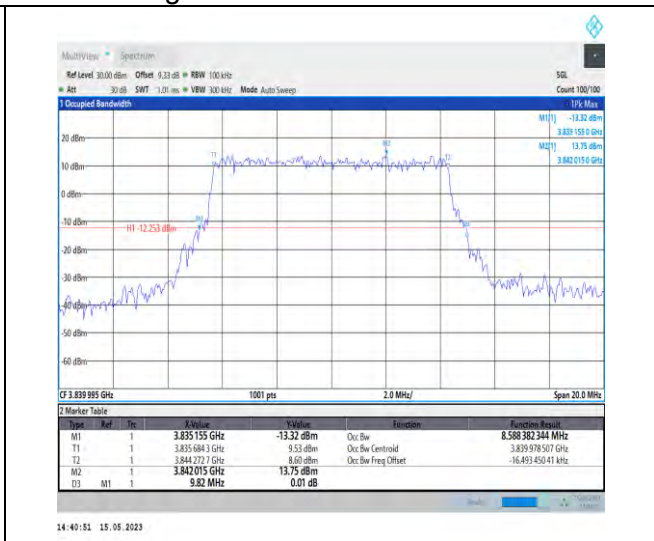 MultiView Spectrum
Ref Level 30.00 dBm Offset 9.33 dB RBW 100 kHz SGL
Att 30 dB SWT 1.01 ms VBW 300 kHz Mode Auto Sweep Count 100/100
1 Occupied Bandwidth 1Pk Max
M1[1] -13.32 dBm
3.835 155 0 GHz
M2[1] 13.75 dBm
3.842 015 0 GHz
20 dBm
M2
T1 T2
10 dBm
0 dBm
-10 dBm
H1 -12.253 dBm
-20 dBm
-30 dBm
-40 dBm
-50 dBm
-60 dBm
CF 3.839 995 GHz 1001 pts 2.0 MHz/ Span 20.0 MHz
2 Marker Table
Type Ref Trc X-Value Y-Value Function Function Result
M1 1 3.835 155 GHz -13.32 dBm Occ Bw 8.588 382 344 MHz
T1 1 3.835 684 3 GHz 9.53 dBm Occ Bw Centroid 3.839 978 507 GHz
T2 1 3.844 272 7 GHz 8.60 dBm Occ Bw Freq Offset -16.493 450 41 kHz
M2 1 3.842 015 GHz 13.75 dBm
D3 M1 1 9.82 MHz 0.01 dB
14:40:51 15.05.2023